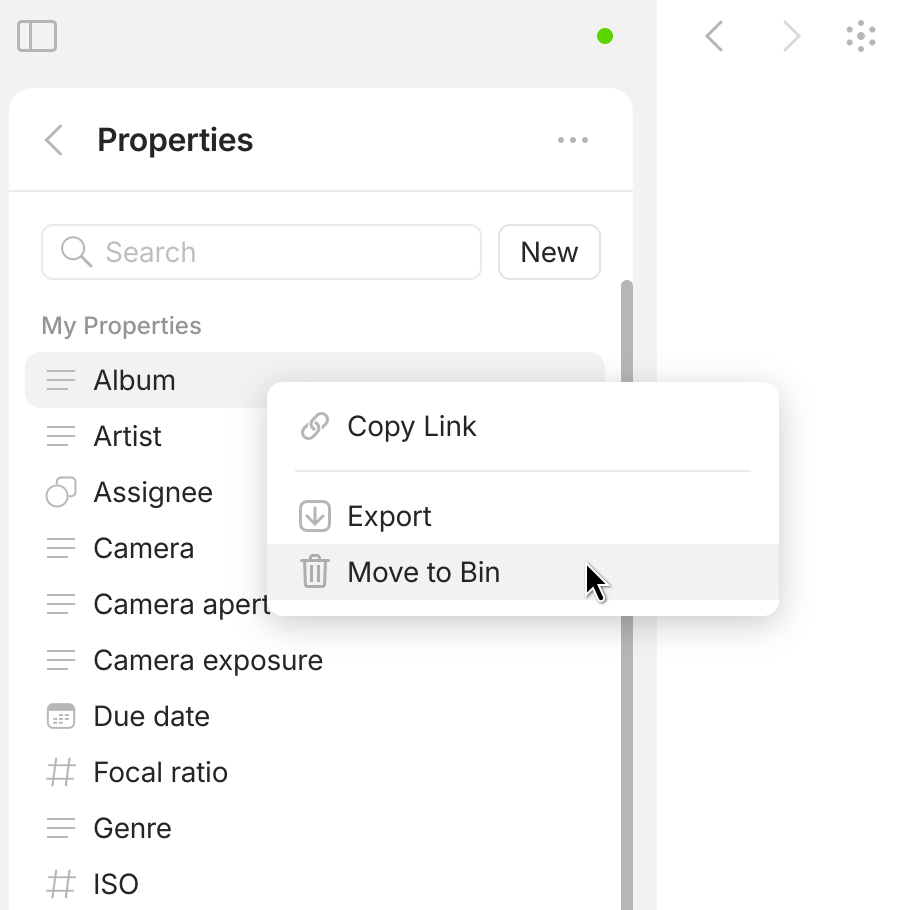 Properties
Search
New
My Properties
Album
Copy Link
Artist
Assignee
Export
Camera
Move to Bin
Camera apert
Camera exposure
Due date
Focal ratio
Genre
ISO